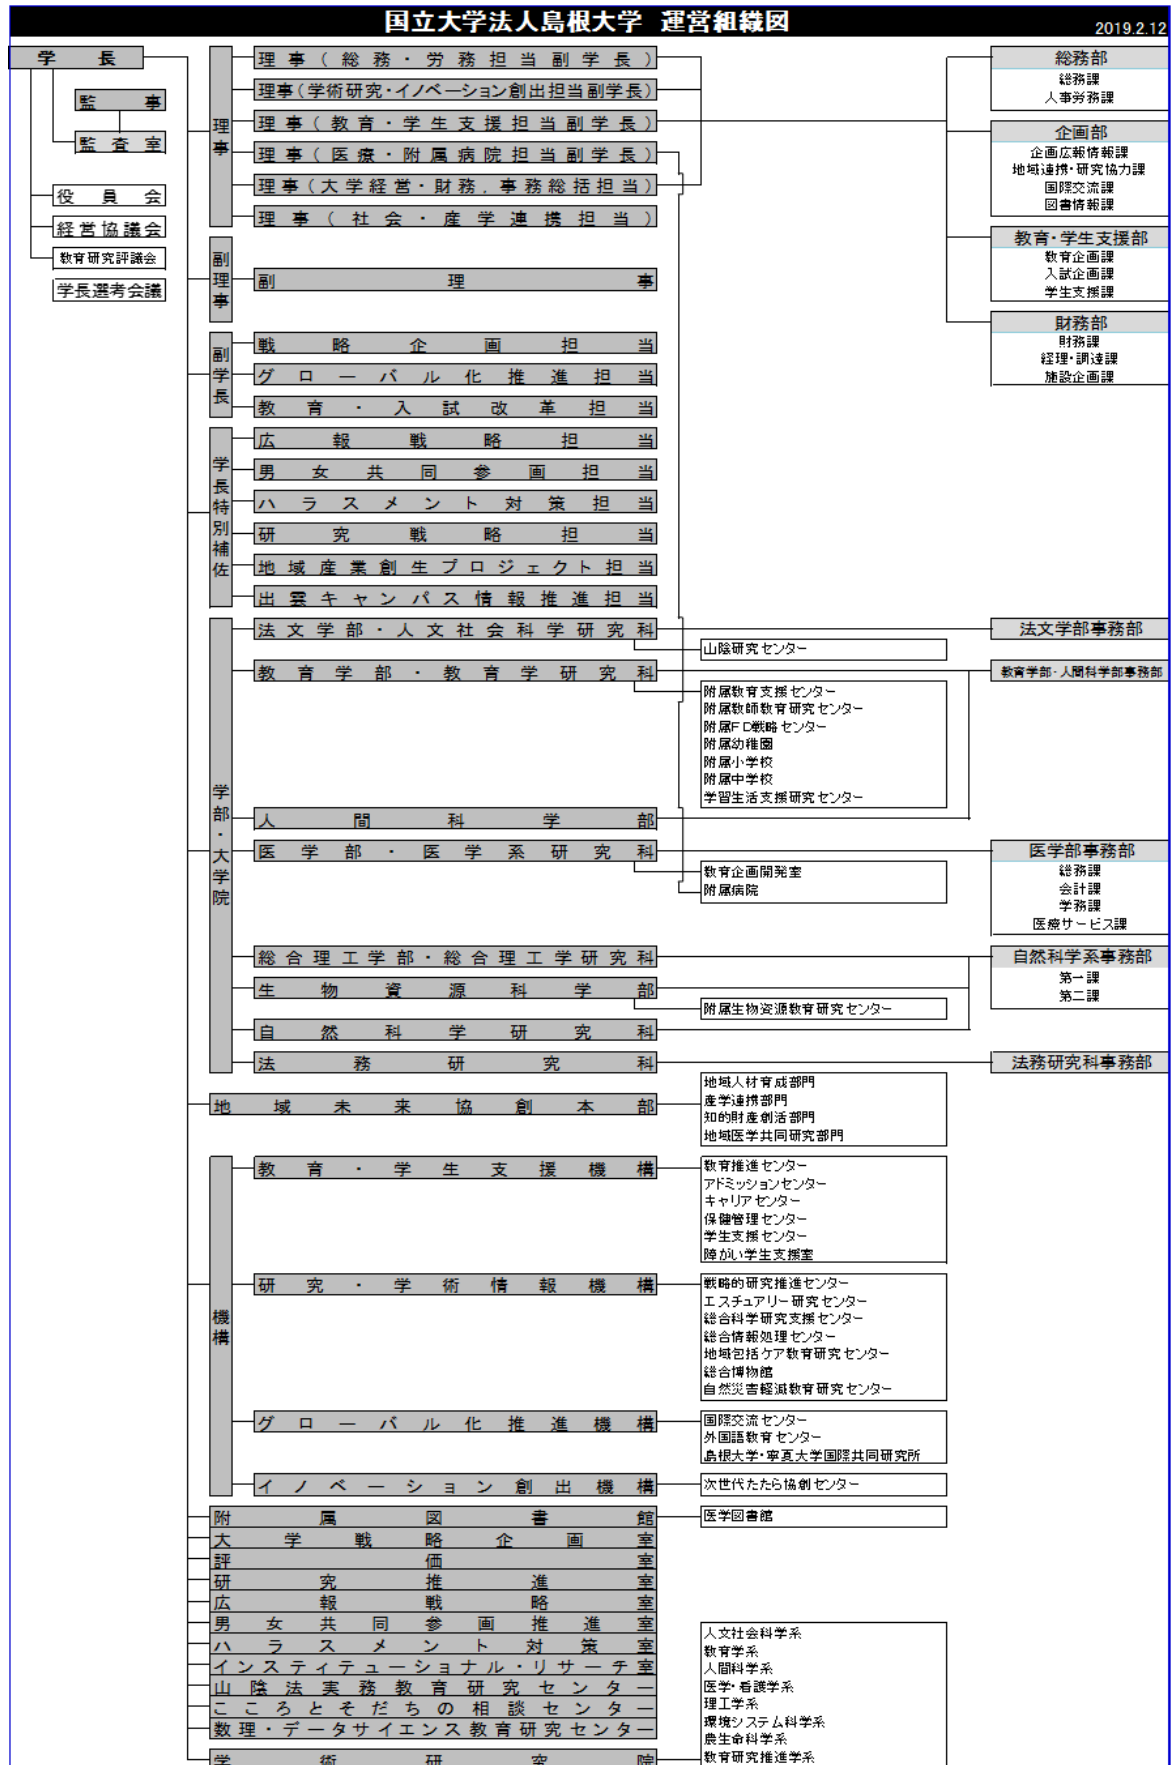 国立大学法人島根大学 運営組織図
2019.2.12
学長
監事
監査室
役員会
経営協議会
教育研究評議会
学長選考会議
理事
理事(総務・労務担当副学長)
理事(学術研究・イノベーション創出担当副学長)
理事(教育・学生支援担当副学長)
理事(医療・附属病院担当副学長)
理事(大学経営・財務,事務総括担当)
理事(社会・産学連携担当)
副理事
副理事
副学長
戦略企画担当
グローバル化推進担当
教育・入試改革担当
学長特別補佐
広報戦略担当
男女共同参画担当
ハラスメント対策担当
研究戦略担当
地域産業創生プロジェクト担当
出雲キャンパス情報推進担当
総務部
総務課
人事労務課
企画部
企画広報情報課
地域連携・研究協力課
国際交流課
図書情報課
教育・学生支援部
教育企画課
入試企画課
学生支援課
財務部
財務課
経理・調達課
施設企画課
学部・大学院
法文学部・人文社会科学研究科
山陰研究センター
法文学部事務部
教育学部・教育学研究科
附属教育支援センター
附属教師教育研究センター
附属FD戦略センター
附属幼稚園
附属小学校
附属中学校
学習生活支援研究センター
教育学部・人間科学部事務部
人間科学部
医学部・医学系研究科
教育企画開発室
附属病院
医学部事務部
総務課
会計課
学務課
医療サービス課
総合理工学部・総合理工学研究科
生物資源科学部
附属生物資源教育研究センター
自然科学研究科
自然科学系事務部
第一課
第二課
法務研究科
法務研究科事務部
地域未来協創本部
地域人材育成部門
産学連携部門
知的財産創活部門
地域医学共同研究部門
機構
教育・学生支援機構
教育推進センター
アドミッションセンター
キャリアセンター
保健管理センター
学生支援センター
障がい学生支援室
研究・学術情報機構
戦略的研究推進センター
エスチュアリー研究センター
総合科学研究支援センター
総合情報処理センター
地域包括ケア教育研究センター
総合博物館
自然災害軽減教育研究センター
グローバル化推進機構
国際交流センター
外国語教育センター
島根大学・寧夏大学国際共同研究所
イノベーション創出機構
次世代たたら協創センター
附属図書館
医学図書館
大学戦略企画室
評価室
研究推進室
広報戦略室
男女共同参画推進室
ハラスメント対策室
インスティテューショナル・リサーチ室
山陰法実務教育研究センター
こころとそだちの相談センター
数理・データサイエンス教育研究センター
学術研究院
人文社会科学系
教育学系
人間科学系
医学・看護学系
理工学系
環境システム科学系
農生命科学系
教育研究推進学系